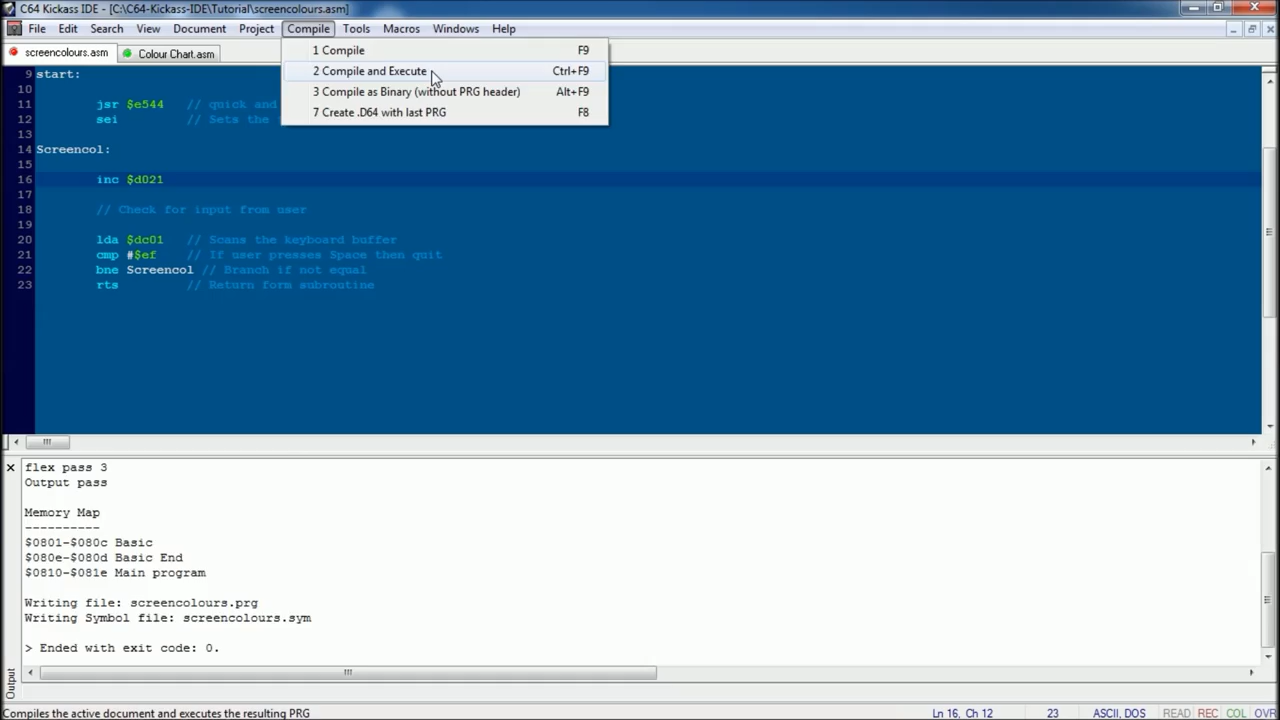 C64 Kickass IDE - [C:\C64-Kickass-IDE\Tutorial\screencolours.asm]
File Edit Search View Document Project Compile Tools Macros Windows Help
screencolours.asm Colour Chart.asm
1 Compile F9
2 Compile and Execute Ctrl+F9
3 Compile as Binary (without PRG header) Alt+F9
7 Create .D64 with last PRG F8
9 start:
10
11 jsr $e544 // quick and
12 sei // Sets the
13
14 Screencol:
15
16 inc $d021
17
18 // Check for input from user
19
20 lda $dc01 // Scans the keyboard buffer
21 cmp #$ef // If user presses Space then quit
22 bne Screencol // Branch if not equal
23 rts // Return form subroutine
flex pass 3
Output pass
Memory Map
----------
$0801-$080c Basic
$080e-$080d Basic End
$0810-$081e Main program
Writing file: screencolours.prg
Writing Symbol file: screencolours.sym
> Ended with exit code: 0.
Output
Compiles the active document and executes the resulting PRG Ln 16, Ch 12 23 ASCII, DOS READ REC COL OVR